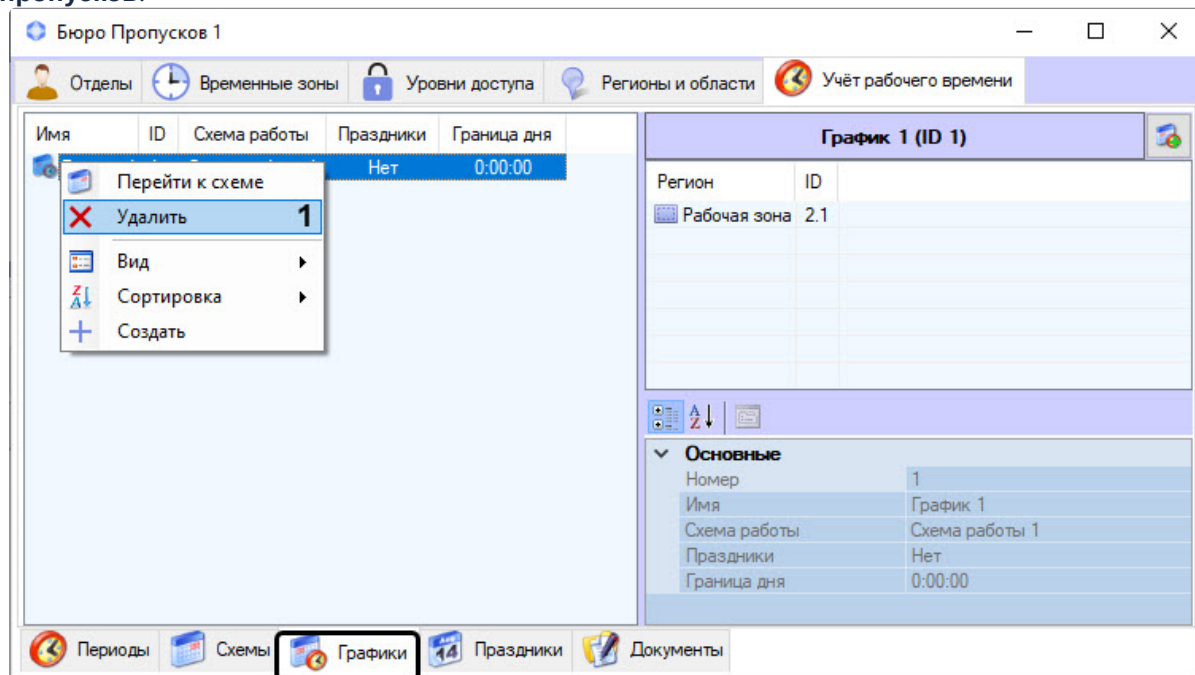 пропусков.
Бюро Пропусков 1
Отделы Временные зоны Уровни доступа Регионы и области Учёт рабочего времени
Имя ID Схема работы Праздники Граница дня
Нет 0:00:00
Перейти к схеме
Удалить 1
Вид
Сортировка
Создать
График 1 (ID 1)
Регион ID
Рабочая зона 2.1
Основные
Номер 1
Имя График 1
Схема работы Схема работы 1
Праздники Нет
Граница дня 0:00:00
Периоды Схемы Графики Праздники Документы